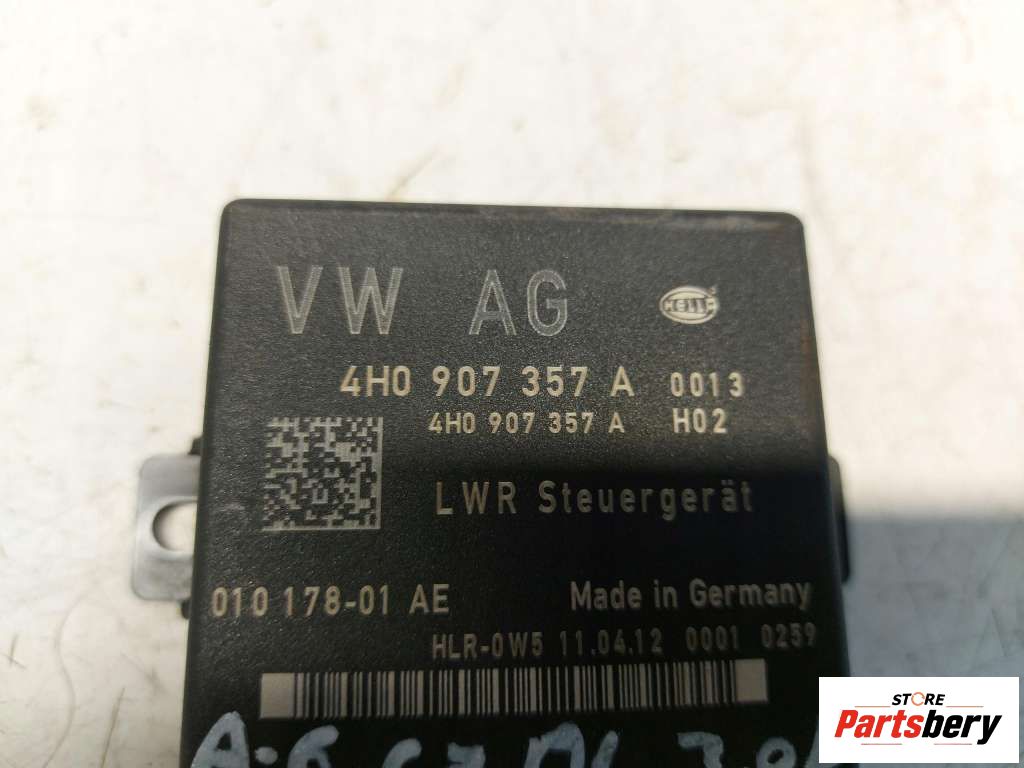 VW AG HELLA
4H0 907 357 A 0013
4H0 907 357 A H02
LWR Steuergerät
010 178-01 AE Made in Germany
HLR-0W5 11.04.12 0001 0259
STORE
Partsbery